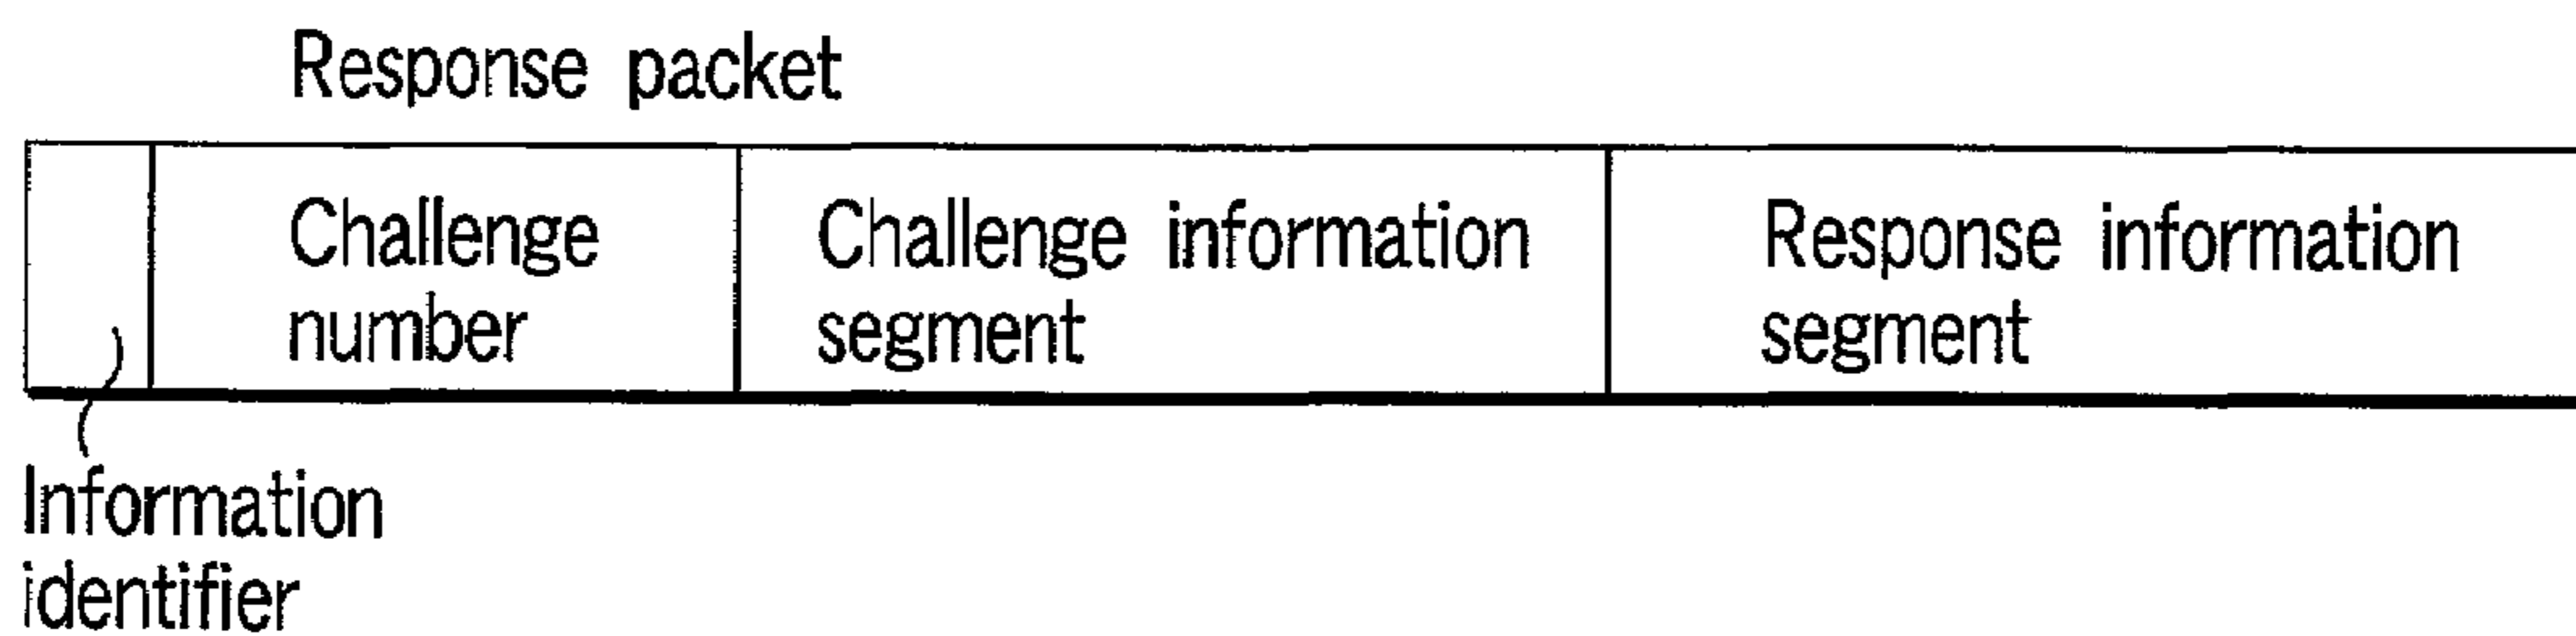 Response packet
Challenge
number
Challenge information
segment
Response information
segment
Information
identifier